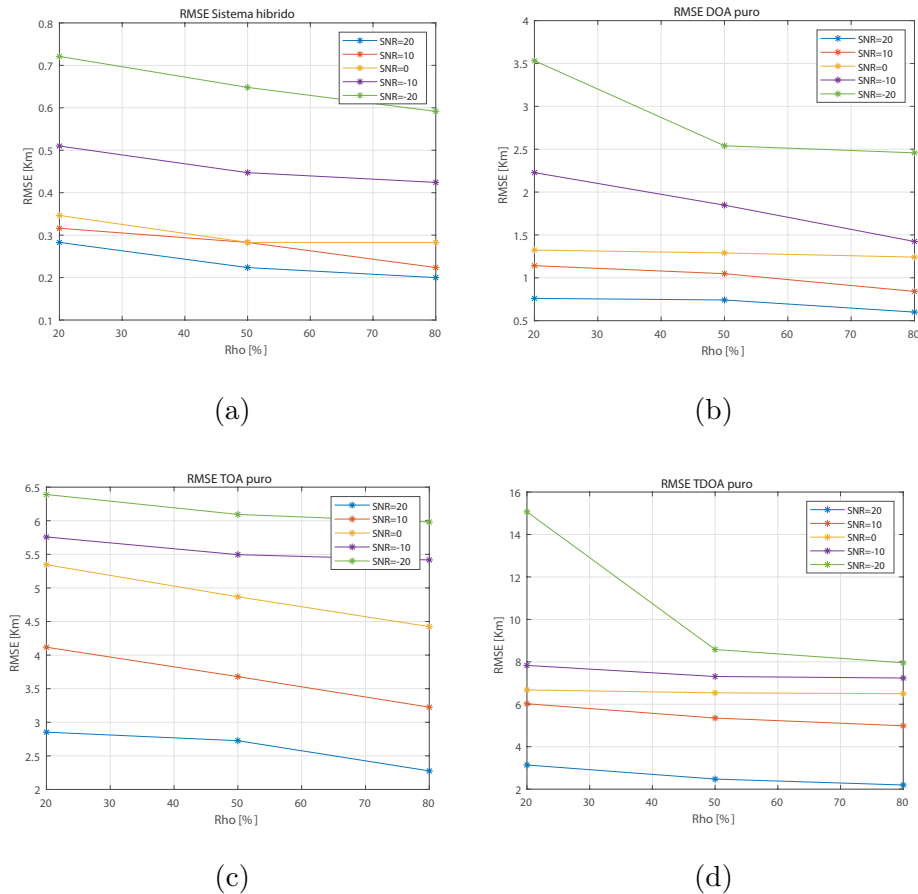 RMSE Sistema hibrido
0.8
0.7
0.6
0.5
0.4
0.3
0.2
0.1
RMSE [Km]
20 30 40 50 60 70 80
Rho [%]
SNR=20
SNR=10
SNR=0
SNR=-10
SNR=-20
(a)
RMSE DOA puro
4
3.5
3
2.5
2
1.5
1
0.5
RMSE [Km]
20 30 40 50 60 70 80
Rho [%]
SNR=20
SNR=10
SNR=0
SNR=-10
SNR=-20
(b)
RMSE TOA puro
6.5
6
5.5
5
4.5
4
3.5
3
2.5
2
RMSE [Km]
20 30 40 50 60 70 80
Rho [%]
SNR=20
SNR=10
SNR=0
SNR=-10
SNR=-20
(c)
RMSE TDOA puro
16
14
12
10
8
6
4
2
RMSE [Km]
20 30 40 50 60 70 80
Rho [%]
SNR=20
SNR=10
SNR=0
SNR=-10
SNR=-20
(d)